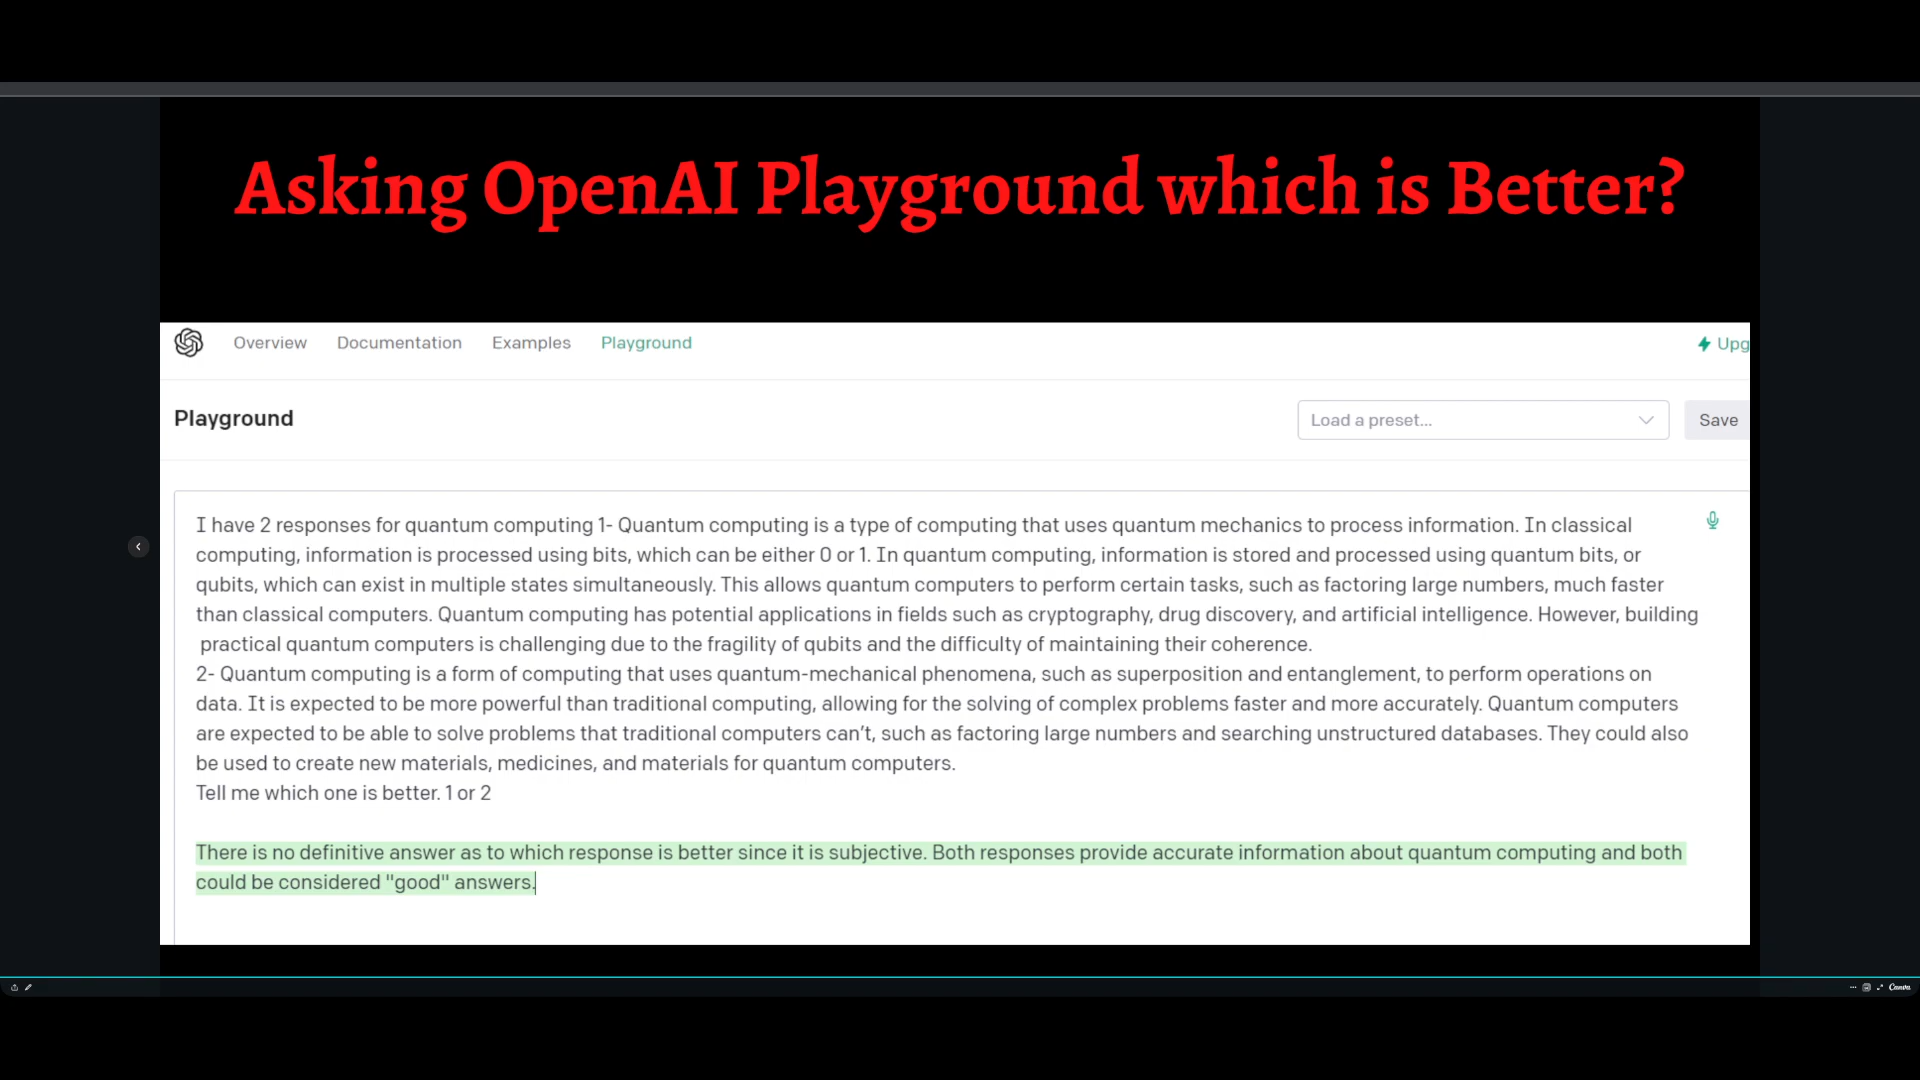 Asking OpenAI Playground which is Better?
Overview Documentation Examples Playground
Upg
Playground
Load a preset...
Save
I have 2 responses for quantum computing 1- Quantum computing is a type of computing that uses quantum mechanics to process information. In classical
computing, information is processed using bits, which can be either 0 or 1. In quantum computing, information is stored and processed using quantum bits, or
qubits, which can exist in multiple states simultaneously. This allows quantum computers to perform certain tasks, such as factoring large numbers, much faster
than classical computers. Quantum computing has potential applications in fields such as cryptography, drug discovery, and artificial intelligence. However, building
practical quantum computers is challenging due to the fragility of qubits and the difficulty of maintaining their coherence.
2- Quantum computing is a form of computing that uses quantum-mechanical phenomena, such as superposition and entanglement, to perform operations on
data. It is expected to be more powerful than traditional computing, allowing for the solving of complex problems faster and more accurately. Quantum computers
are expected to be able to solve problems that traditional computers can't, such as factoring large numbers and searching unstructured databases. They could also
be used to create new materials, medicines, and materials for quantum computers.
Tell me which one is better. 1 or 2
There is no definitive answer as to which response is better since it is subjective. Both responses provide accurate information about quantum computing and both
could be considered "good" answers.
Canva